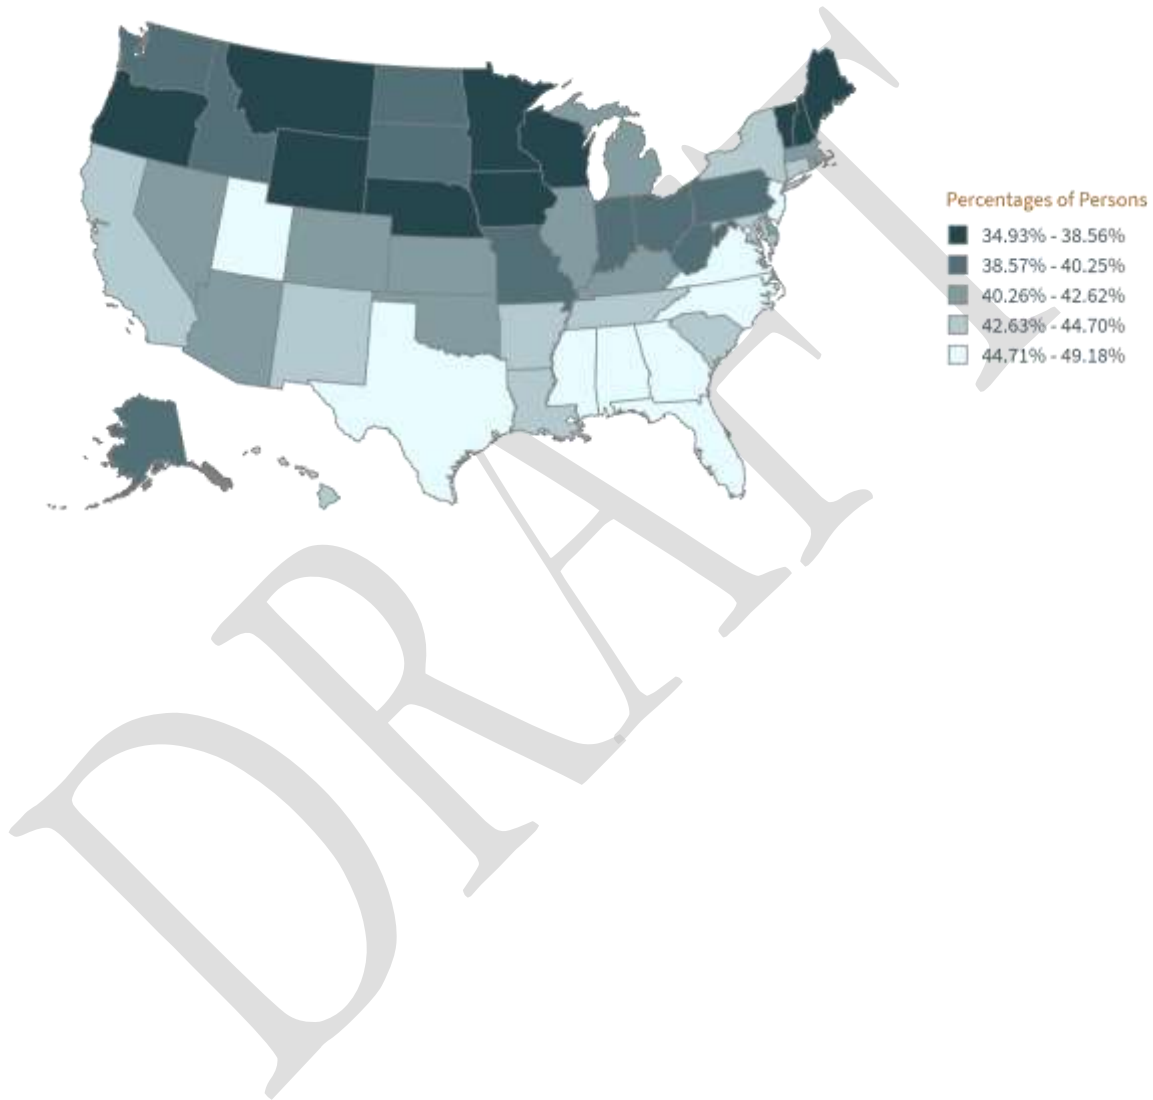 Percentages of Persons
34.93% - 38.56%
38.57% - 40.25%
40.26% - 42.62%
42.63% - 44.70%
44.71% - 49.18%
DRAFT